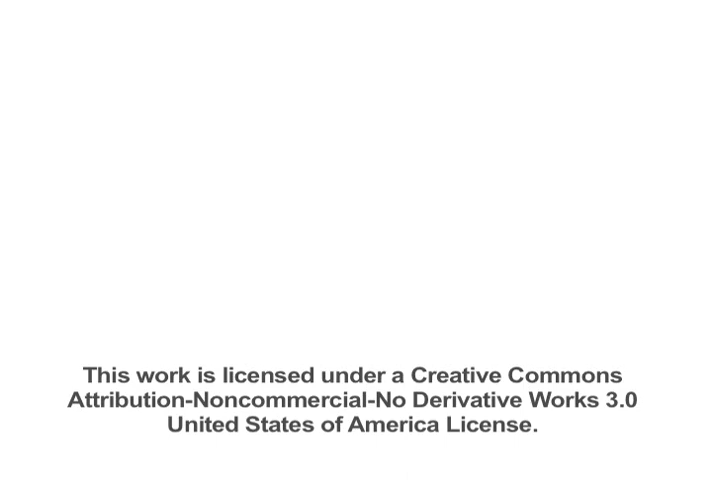 This work is licensed under a Creative Commons
Attribution-Noncommercial-No Derivative Works 3.0
United States of America License.